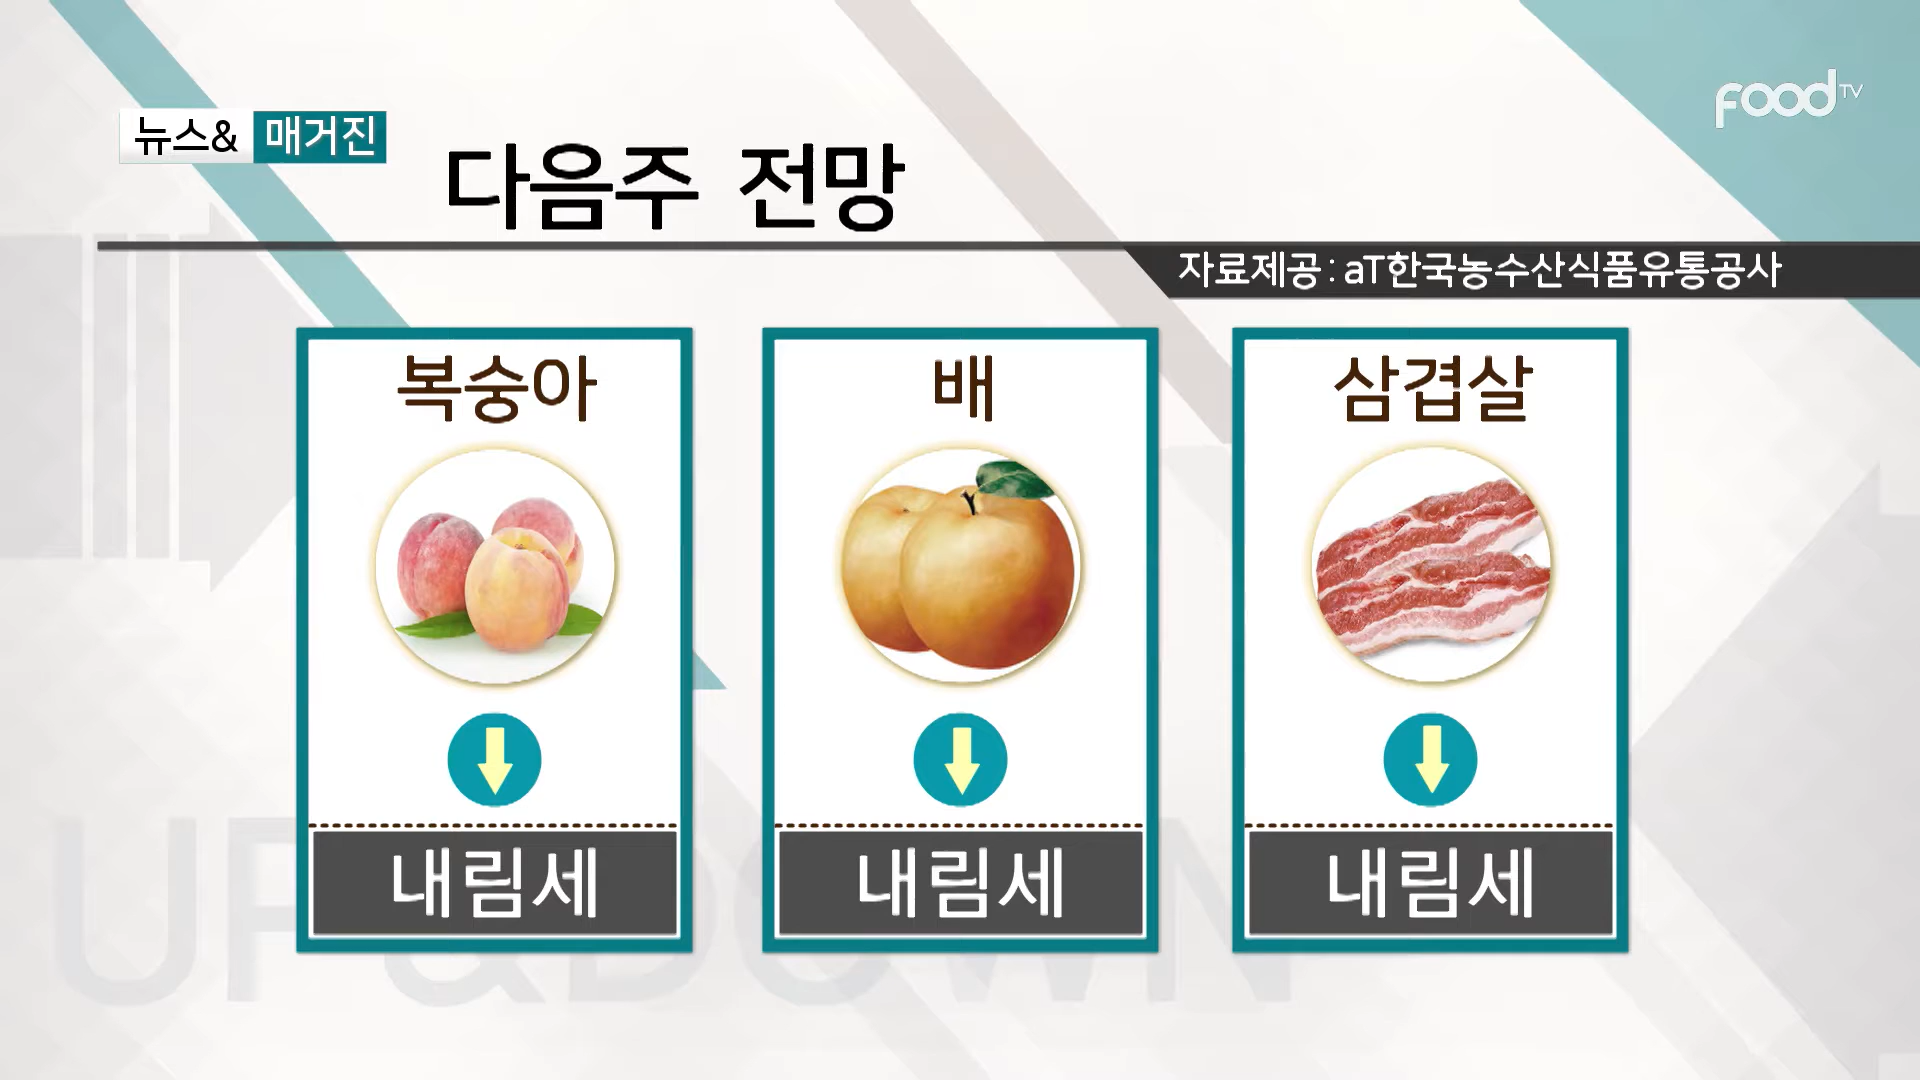 뉴스& 매거진
food TV
다음주 전망
자료제공 : aT한국농수산식품유통공사
복숭아
배
삼겹살
내림세
내림세
내림세
UP & DOWN